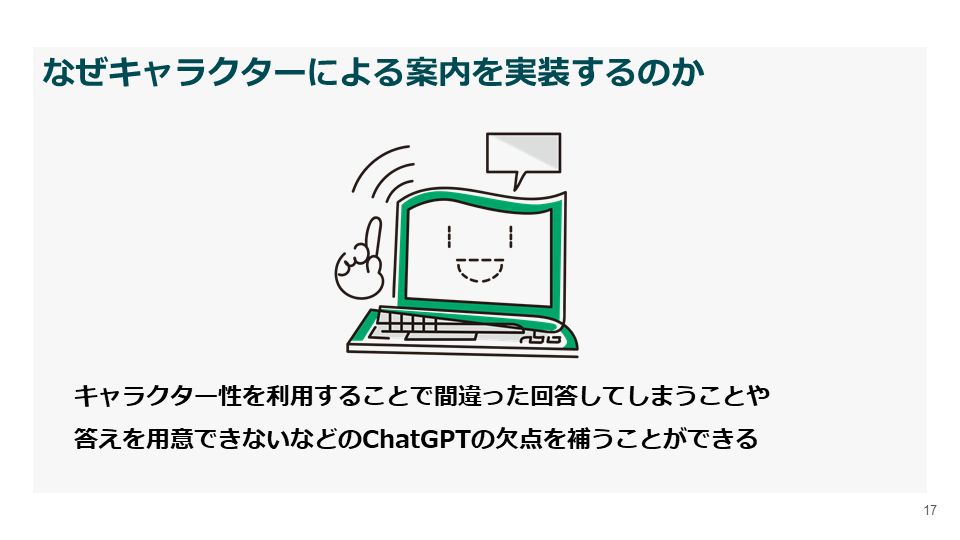 なぜキャラクターによる案内を実装するのか
キャラクター性を利用することで間違った回答してしまうことや
答えを用意できないなどのChatGPTの欠点を補うことができる
17